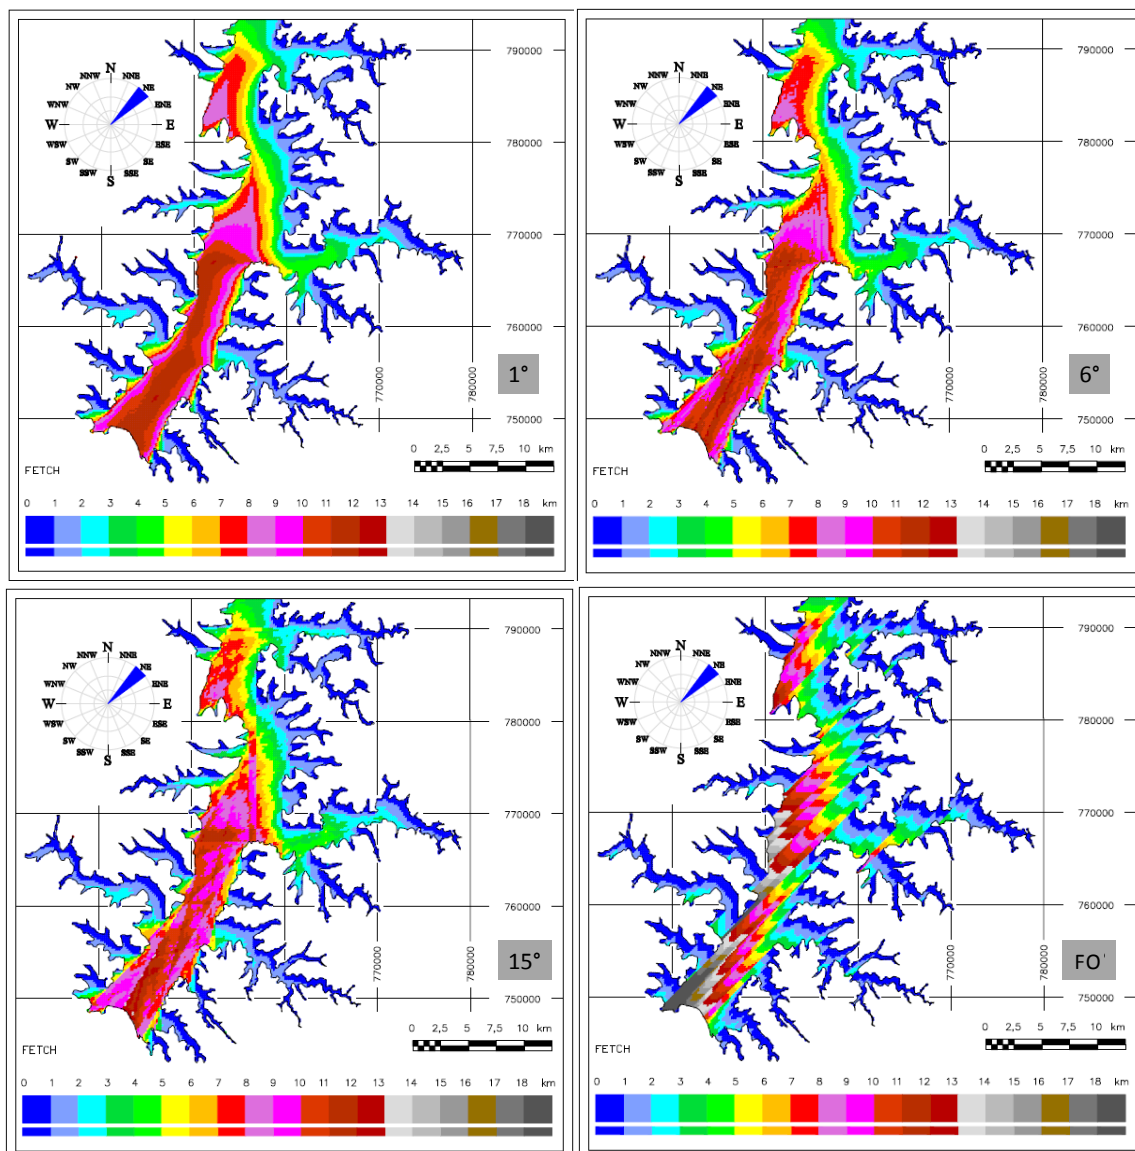 790000
N
NNW NNE
NW NE
WNW ENE
W E
WSW ESE
SW SE
SSW SSE
S
780000
770000
760000
1°
770000
780000
750000
0 2,5 5 7,5 10 km
FETCH
0 1 2 3 4 5 6 7 8 9 10 11 12 13 14 15 16 17 18 km
790000
N
NNW NNE
NW NE
WNW ENE
W E
WSW ESE
SW SE
SSW SSE
S
780000
770000
760000
6°
770000
780000
750000
0 2,5 5 7,5 10 km
FETCH
0 1 2 3 4 5 6 7 8 9 10 11 12 13 14 15 16 17 18 km
790000
N
NNW NNE
NW NE
WNW ENE
W E
WSW ESE
SW SE
SSW SSE
S
780000
770000
760000
15°
770000
780000
750000
0 2,5 5 7,5 10 km
FETCH
0 1 2 3 4 5 6 7 8 9 10 11 12 13 14 15 16 17 18 km
790000
N
NNW NNE
NW NE
WNW ENE
W E
WSW ESE
SW SE
SSW SSE
S
780000
770000
760000
FO'
770000
780000
750000
0 2,5 5 7,5 10 km
FETCH
0 1 2 3 4 5 6 7 8 9 10 11 12 13 14 15 16 17 18 km